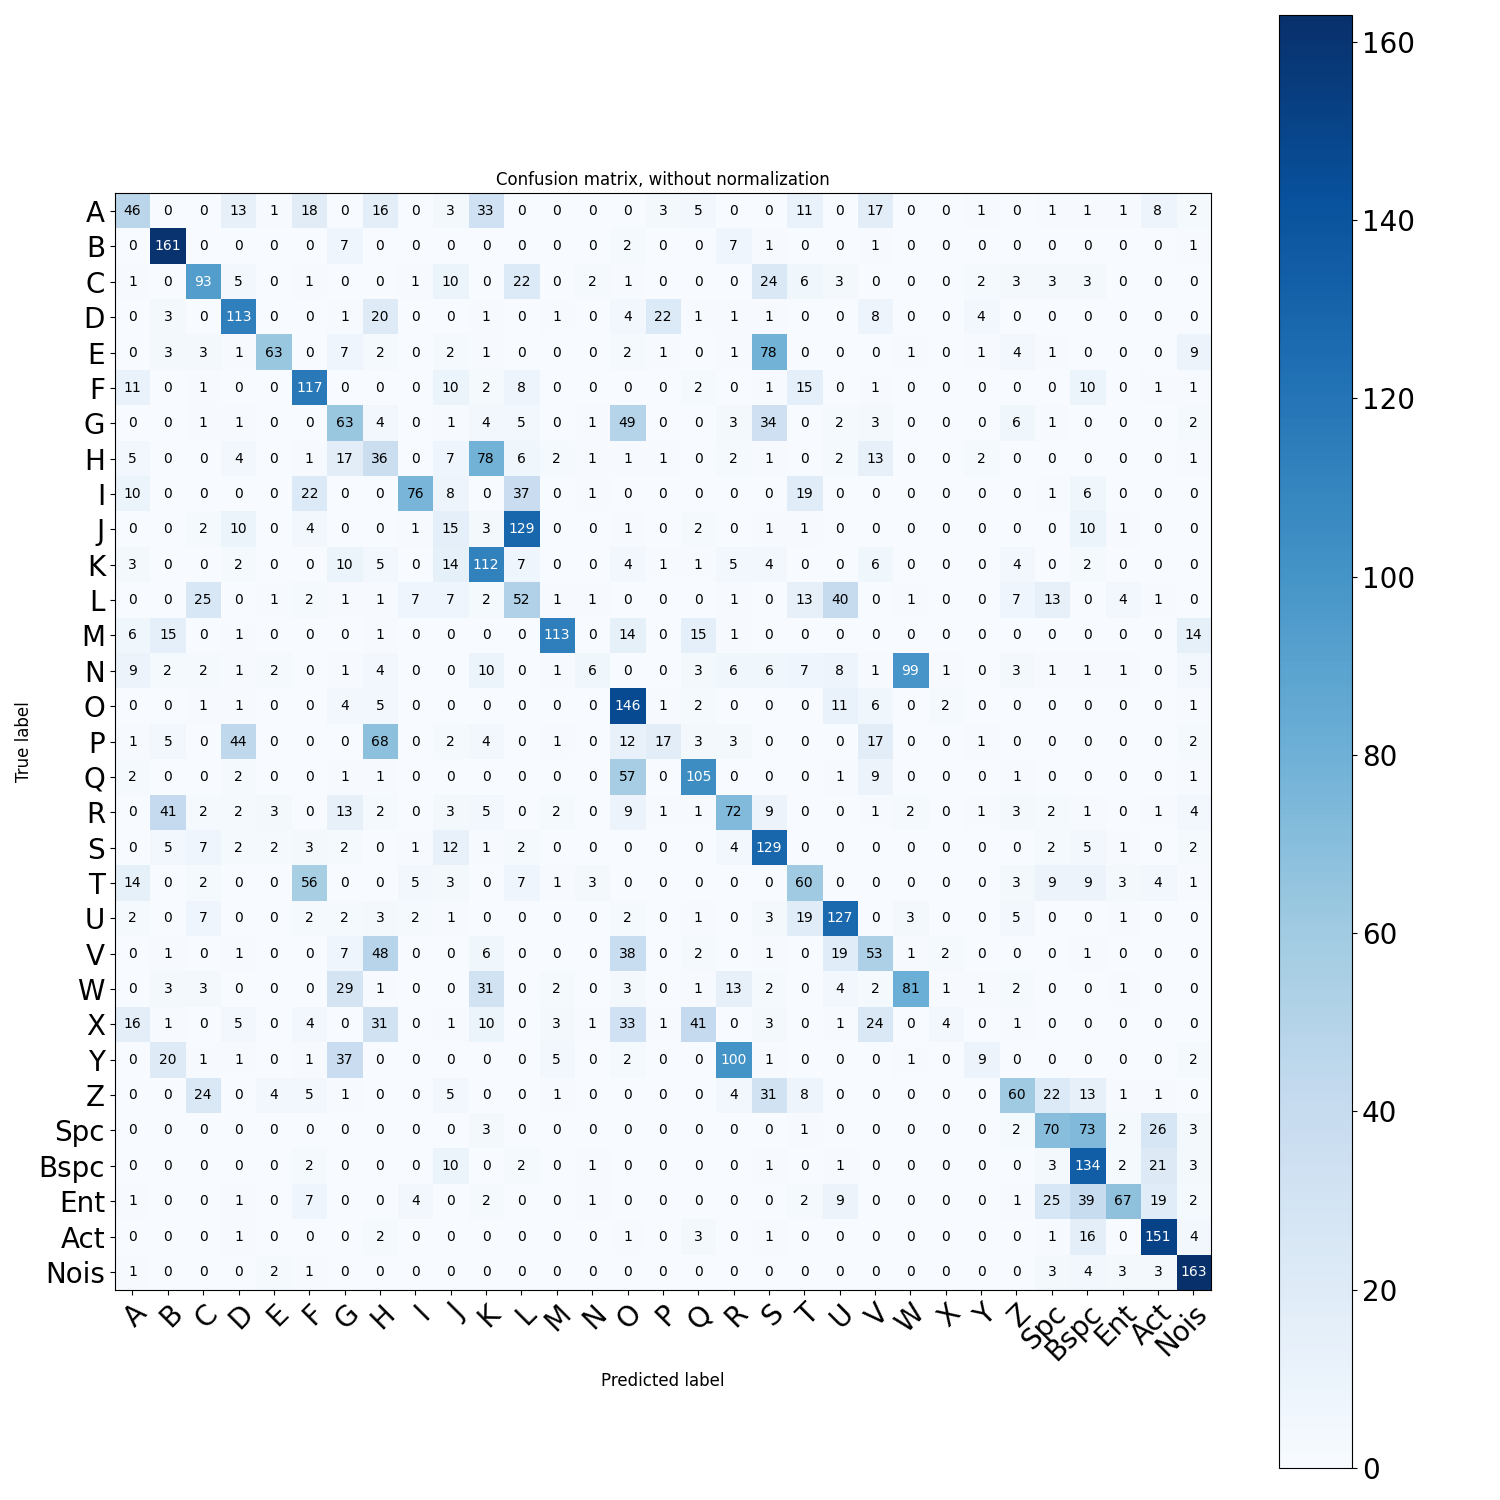 Confusion matrix, without normalization
A 46 0 0 13 1 18 0 16 0 3 33 0 0 0 0 3 5 0 0 11 0 17 0 0 1 0 1 1 1 8 2
B 0 161 0 0 0 0 7 0 0 0 0 0 0 0 2 0 0 7 1 0 0 1 0 0 0 0 0 0 0 0 1
C 1 0 93 5 0 1 0 0 1 10 0 22 0 2 1 0 0 0 24 6 3 0 0 0 2 3 3 3 0 0 0
D 0 3 0 113 0 0 1 20 0 0 1 0 1 0 4 22 1 1 1 0 0 8 0 0 4 0 0 0 0 0 0
E 0 3 3 1 63 0 7 2 0 2 1 0 0 0 2 1 0 1 78 0 0 0 1 0 1 4 1 0 0 0 9
F 11 0 1 0 0 117 0 0 0 10 2 8 0 0 0 0 2 0 1 15 0 1 0 0 0 0 0 10 0 1 1
G 0 0 1 1 0 0 63 4 0 1 4 5 0 1 49 0 0 3 34 0 2 3 0 0 0 6 1 0 0 0 2
H 5 0 0 4 0 1 17 36 0 7 78 6 2 1 1 1 0 2 1 0 2 13 0 0 2 0 0 0 0 0 1
I 10 0 0 0 0 22 0 0 76 8 0 37 0 1 0 0 0 0 0 19 0 0 0 0 0 0 1 6 0 0 0
J 0 0 2 10 0 4 0 0 1 15 3 129 0 0 1 0 2 0 1 1 0 0 0 0 0 0 0 10 1 0 0
K 3 0 0 2 0 0 10 5 0 14 112 7 0 0 4 1 1 5 4 0 0 6 0 0 0 4 0 2 0 0 0
L 0 0 25 0 1 2 1 1 7 7 2 52 1 1 0 0 0 1 0 13 40 0 1 0 0 7 13 0 4 1 0
M 6 15 0 1 0 0 0 1 0 0 0 0 113 0 14 0 15 1 0 0 0 0 0 0 0 0 0 0 0 0 14
N 9 2 2 1 2 0 1 4 0 0 10 0 1 6 0 0 3 6 6 7 8 1 99 1 0 3 1 1 1 0 5
O 0 0 1 1 0 0 4 5 0 0 0 0 0 0 146 1 2 0 0 0 11 6 0 2 0 0 0 0 0 0 1
P 1 5 0 44 0 0 0 68 0 2 4 0 1 0 12 17 3 3 0 0 0 17 0 0 1 0 0 0 0 0 2
Q 2 0 0 2 0 0 1 1 0 0 0 0 0 0 57 0 105 0 0 0 1 9 0 0 0 1 0 0 0 0 1
R 0 41 2 2 3 0 13 2 0 3 5 0 2 0 9 1 1 72 9 0 0 1 2 0 1 3 2 1 0 1 4
S 0 5 7 2 2 3 2 0 1 12 1 2 0 0 0 0 0 4 129 0 0 0 0 0 0 0 2 5 1 0 2
T 14 0 2 0 0 56 0 0 5 3 0 7 1 3 0 0 0 0 0 60 0 0 0 0 0 3 9 9 3 4 1
U 2 0 7 0 0 2 2 3 2 1 0 0 0 0 2 0 1 0 3 19 127 0 3 0 0 5 0 0 1 0 0
V 0 1 0 1 0 0 7 48 0 0 6 0 0 0 38 0 2 0 1 0 19 53 1 2 0 0 0 1 0 0 0
W 0 3 3 0 0 0 29 1 0 0 31 0 2 0 3 0 1 13 2 0 4 2 81 1 1 2 0 0 1 0 0
X 16 1 0 5 0 4 0 31 0 1 10 0 3 1 33 1 41 0 3 0 1 24 0 4 0 1 0 0 0 0 0
Y 0 20 1 1 0 1 37 0 0 0 0 0 5 0 2 0 0 100 1 0 0 0 1 0 9 0 0 0 0 0 2
Z 0 0 24 0 4 5 1 0 0 5 0 0 1 0 0 0 0 4 31 8 0 0 0 0 0 60 22 13 1 1 0
Spc 0 0 0 0 0 0 0 0 0 0 3 0 0 0 0 0 0 0 0 1 0 0 0 0 0 2 70 73 2 26 3
Bspc 0 0 0 0 0 2 0 0 0 10 0 2 0 1 0 0 0 0 1 0 1 0 0 0 0 0 3 134 2 21 3
Ent 1 0 0 1 0 7 0 0 4 0 2 0 0 1 0 0 0 0 0 2 9 0 0 0 0 1 25 39 67 19 2
Act 0 0 0 1 0 0 0 2 0 0 0 0 0 0 1 0 3 0 1 0 0 0 0 0 0 0 1 16 0 151 4
Nois 1 0 0 0 2 1 0 0 0 0 0 0 0 0 0 0 0 0 0 0 0 0 0 0 0 0 3 4 3 3 163
A B C D E F G H I J K L M N O P Q R S T U V W X Y Z Spc Bspc Ent Act Nois
Predicted label
True label
160
140
120
100
80
60
40
20
0